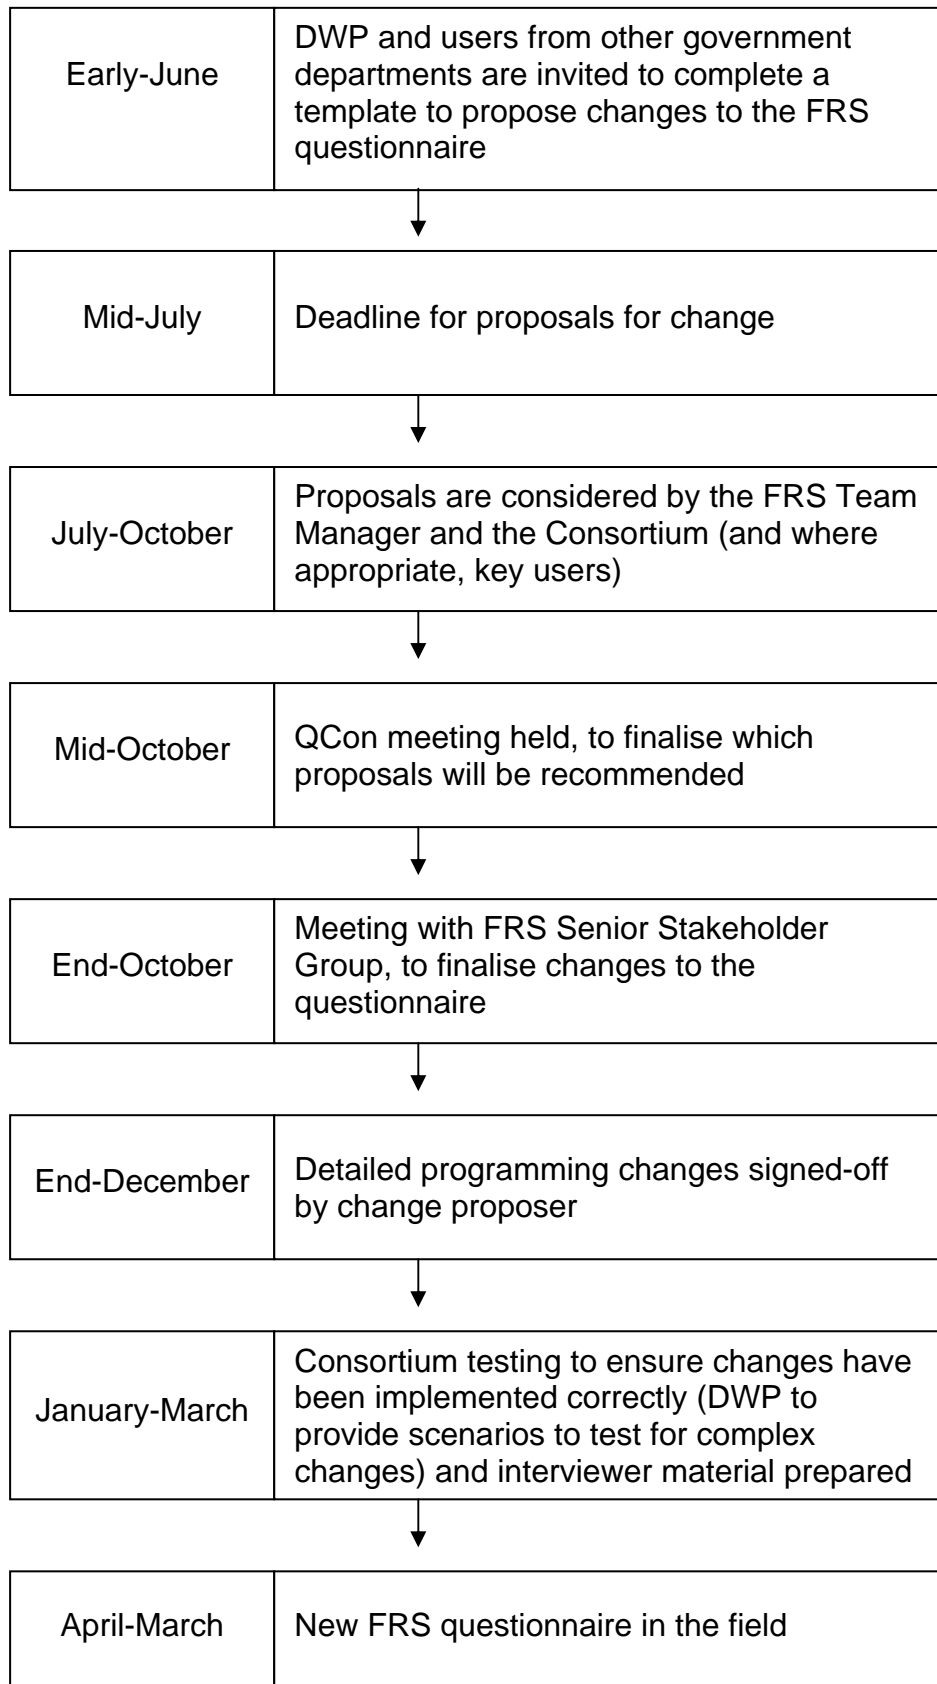 Early-June
DWP and users from other government
departments are invited to complete a
template to propose changes to the FRS
questionnaire
Mid-July
Deadline for proposals for change
July-October
Proposals are considered by the FRS Team
Manager and the Consortium (and where
appropriate, key users)
Mid-October
QCon meeting held, to finalise which
proposals will be recommended
End-October
Meeting with FRS Senior Stakeholder
Group, to finalise changes to the
questionnaire
End-December
Detailed programming changes signed-off
by change proposer
January-March
Consortium testing to ensure changes have
been implemented correctly (DWP to
provide scenarios to test for complex
changes) and interviewer material prepared
April-March
New FRS questionnaire in the field